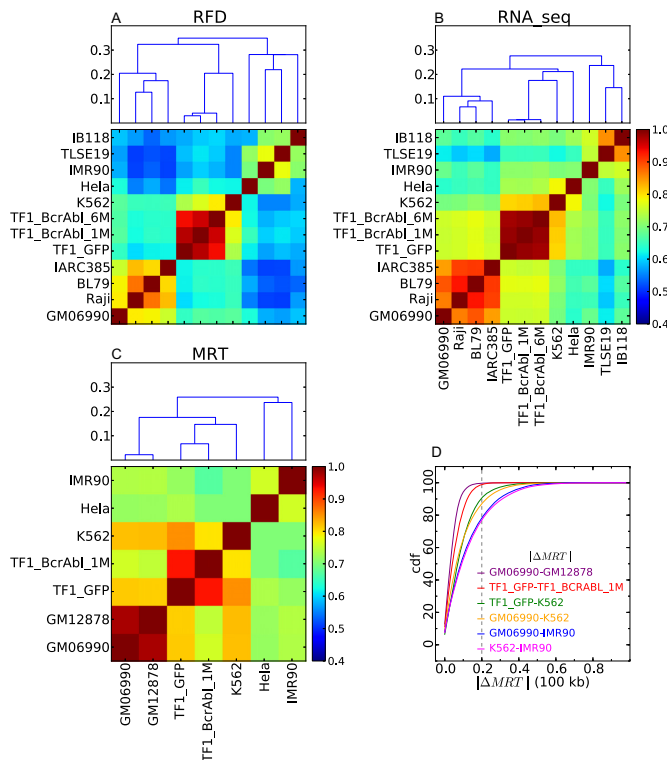 A
RFD
0.3
0.2
0.1
IB118
TLSE19
IMR90
Hela
K562
TF1_BcrAbl_6M
TF1_BcrAbl_1M
TF1_GFP
IARC385
BL79
Raji
GM06990
B
RNA_seq
0.3
0.2
0.1
IB118
TLSE19
IMR90
Hela
K562
TF1_BcrAbl_6M
TF1_BcrAbl_1M
TF1_GFP
IARC385
BL79
Raji
GM06990
GM06990
Raji
BL79
IARC385
TF1_GFP
TF1_BcrAbl_1M
TF1_BcrAbl_6M
K562
Hela
IMR90
TLSE19
IB118
1.0
0.9
0.8
0.7
0.6
0.5
0.4
C
MRT
0.3
0.2
0.1
IMR90
Hela
K562
TF1_BcrAbl_1M
TF1_GFP
GM12878
GM06990
GM06990
GM12878
TF1_GFP
TF1_BcrAbl_1M
K562
Hela
IMR90
1.0
0.9
0.8
0.7
0.6
0.5
0.4
D
100
80
60
40
20
0
cdf
|ΔMRT|
GM06990-GM12878
TF1_GFP-TF1_BCRABL_1M
TF1_GFP-K562
GM06990-K562
GM06990-IMR90
K562-IMR90
0.0 0.2 0.4 0.6 0.8
|ΔMRT| (100 kb)